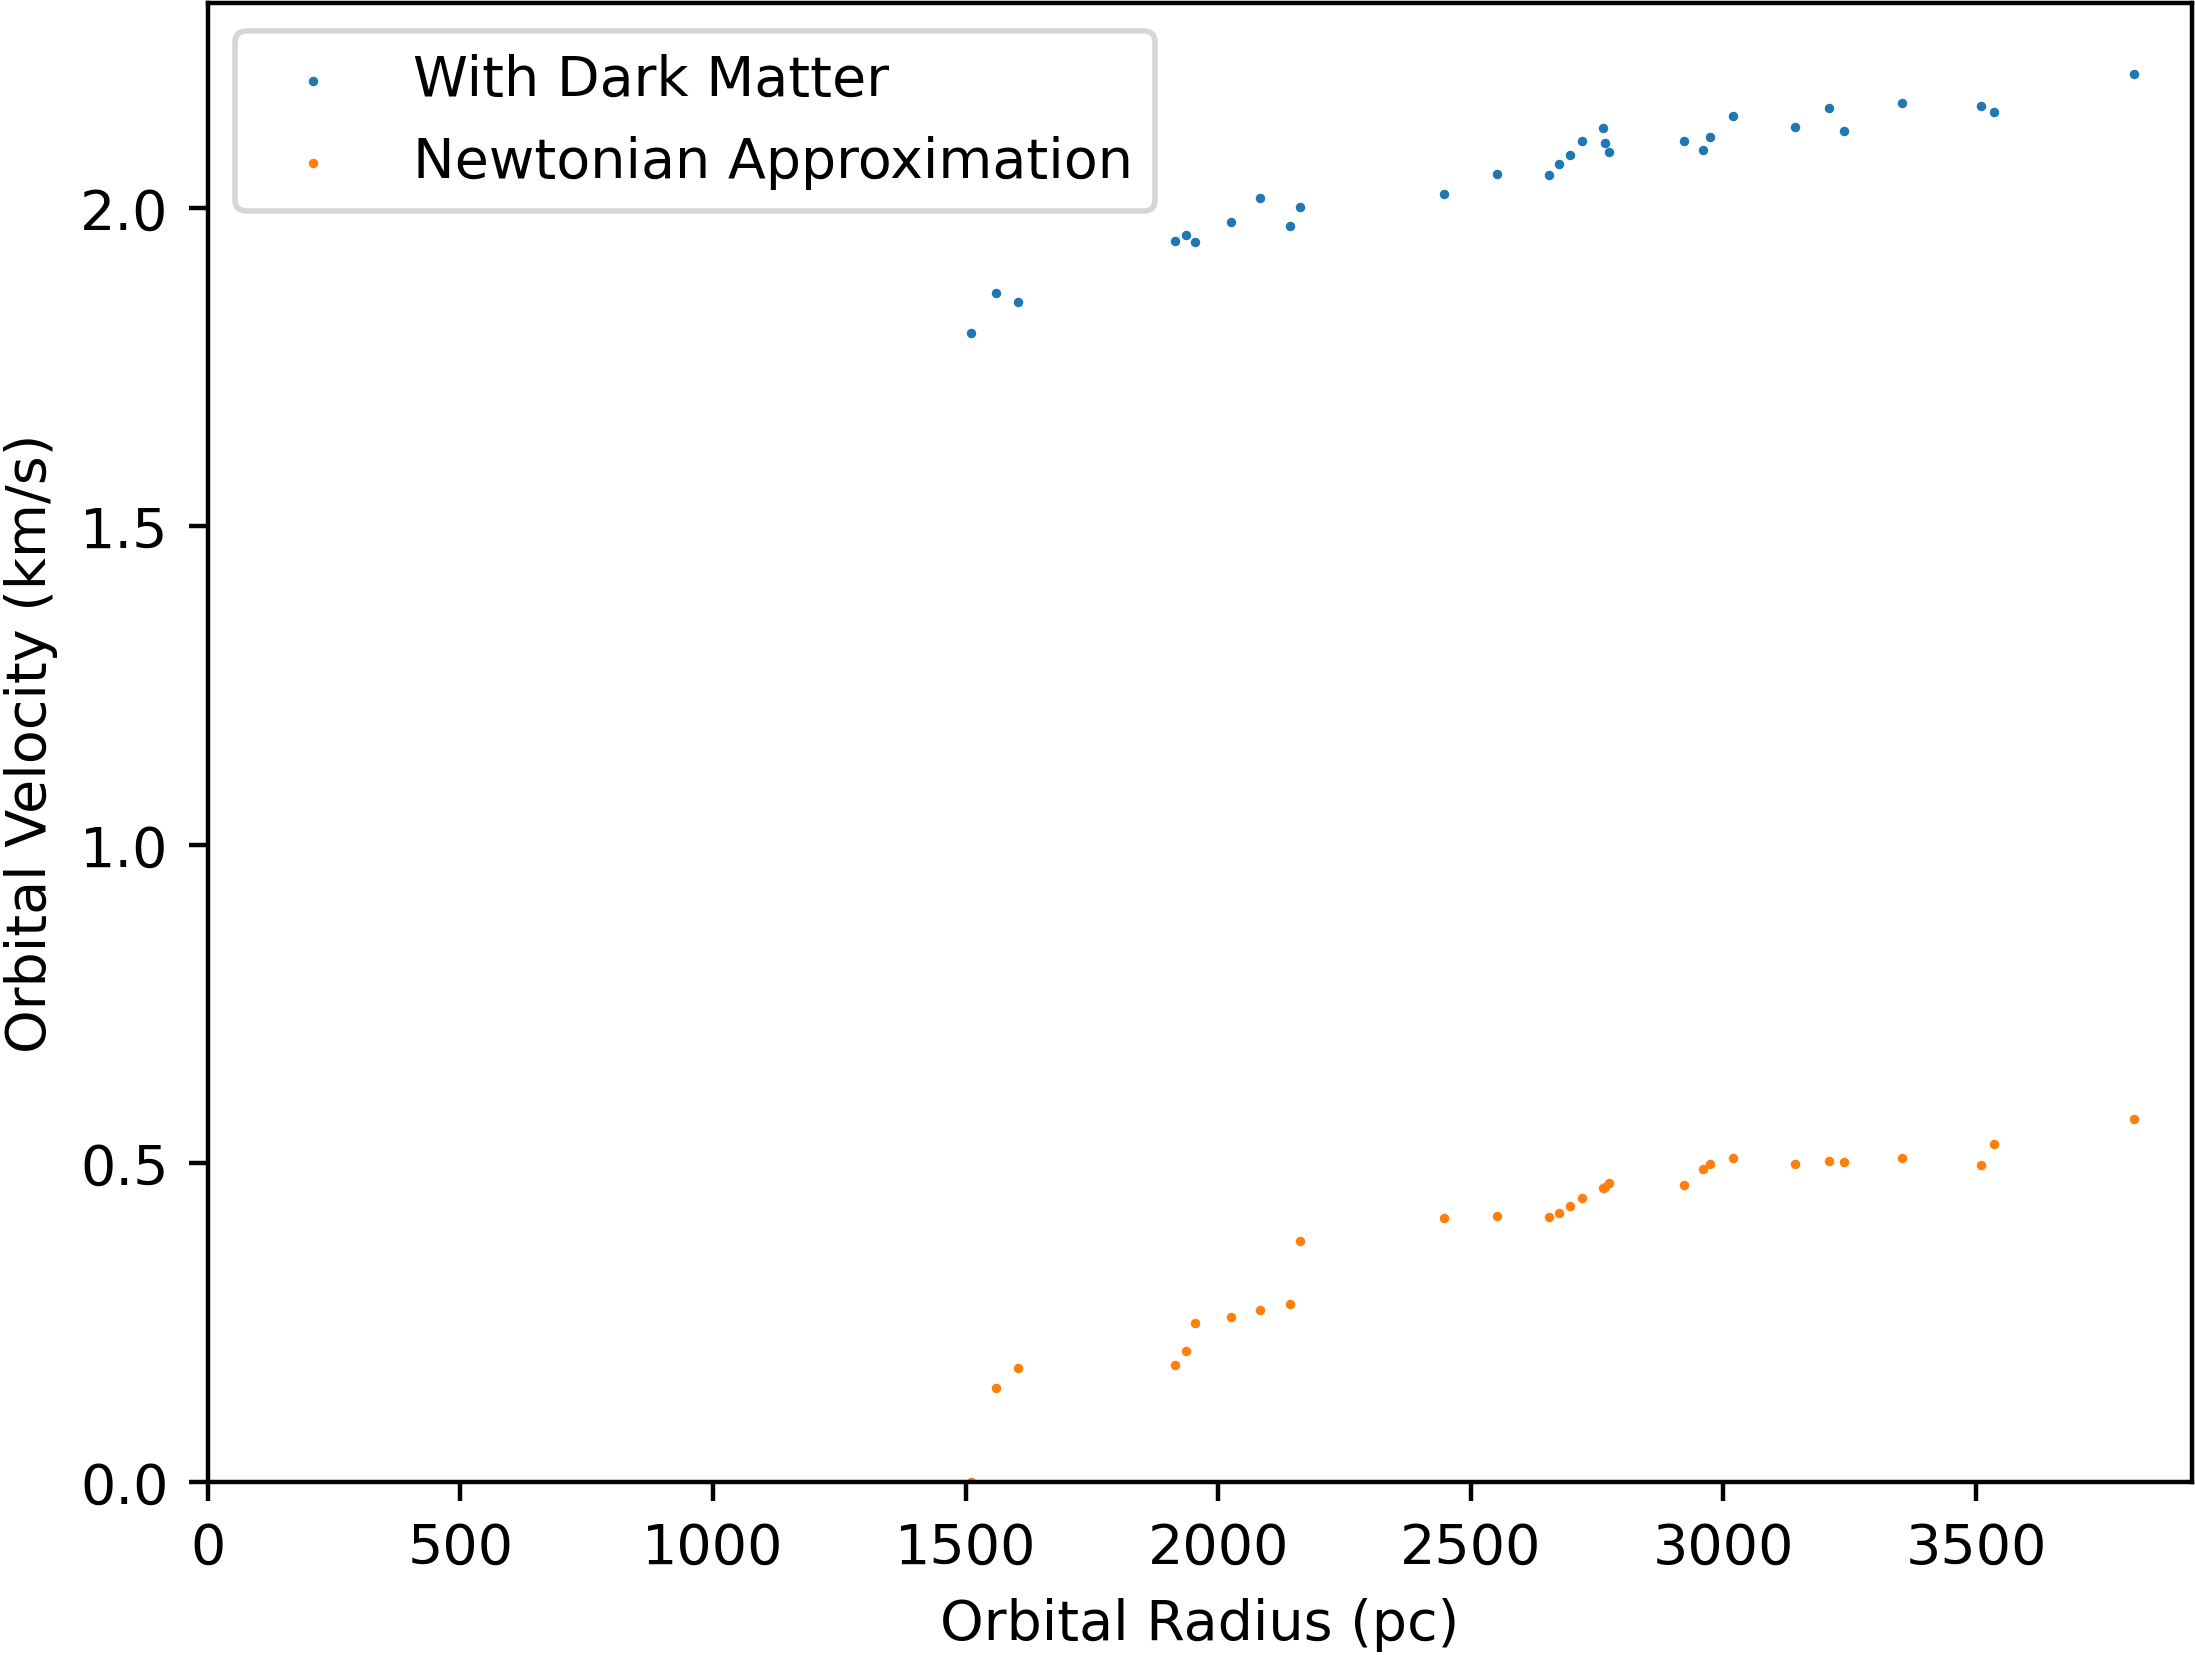 With Dark Matter
Newtonian Approximation
2.0
1.5
1.0
0.5
0.0
Orbital Velocity (km/s)
0 500 1000 1500 2000 2500 3000 3500
Orbital Radius (pc)